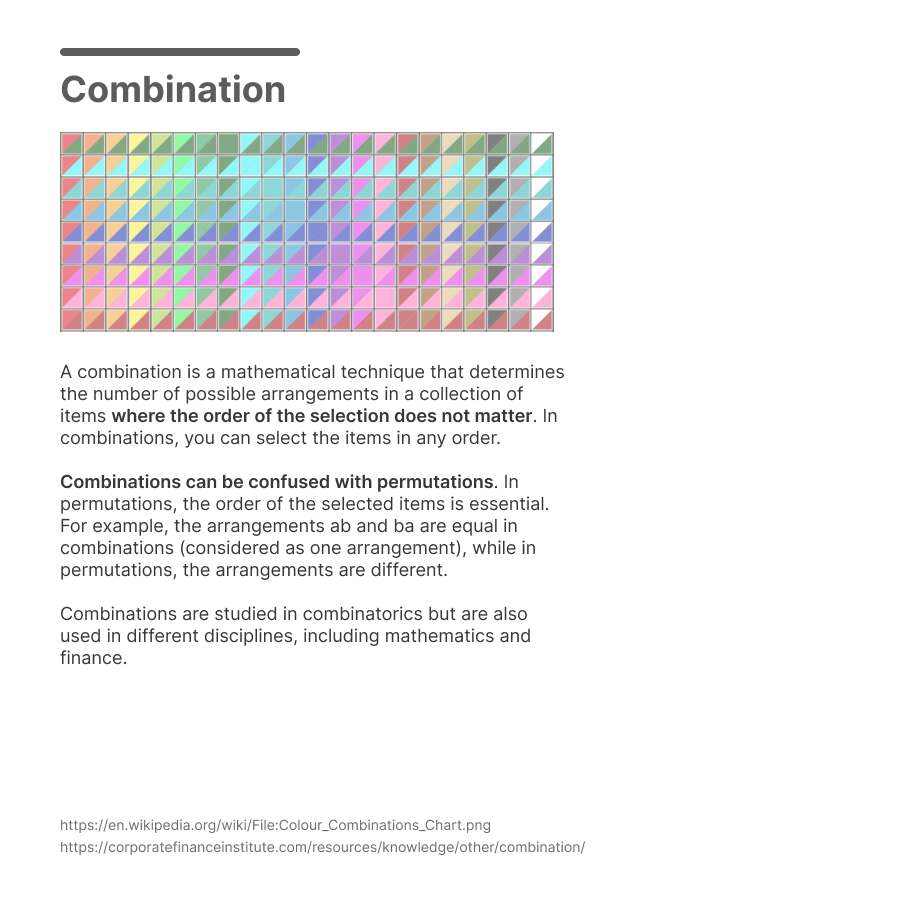 Combination
A combination is a mathematical technique that determines
the number of possible arrangements in a collection of
items where the order of the selection does not matter. In
combinations, you can select the items in any order.
Combinations can be confused with permutations. In
permutations, the order of the selected items is essential.
For example, the arrangements ab and ba are equal in
combinations (considered as one arrangement), while in
permutations, the arrangements are different.
Combinations are studied in combinatorics but are also
used in different disciplines, including mathematics and
finance.
https://en.wikipedia.org/wiki/File:Colour_Combinations_Chart.png
https://corporatefinanceinstitute.com/resources/knowledge/other/combination/